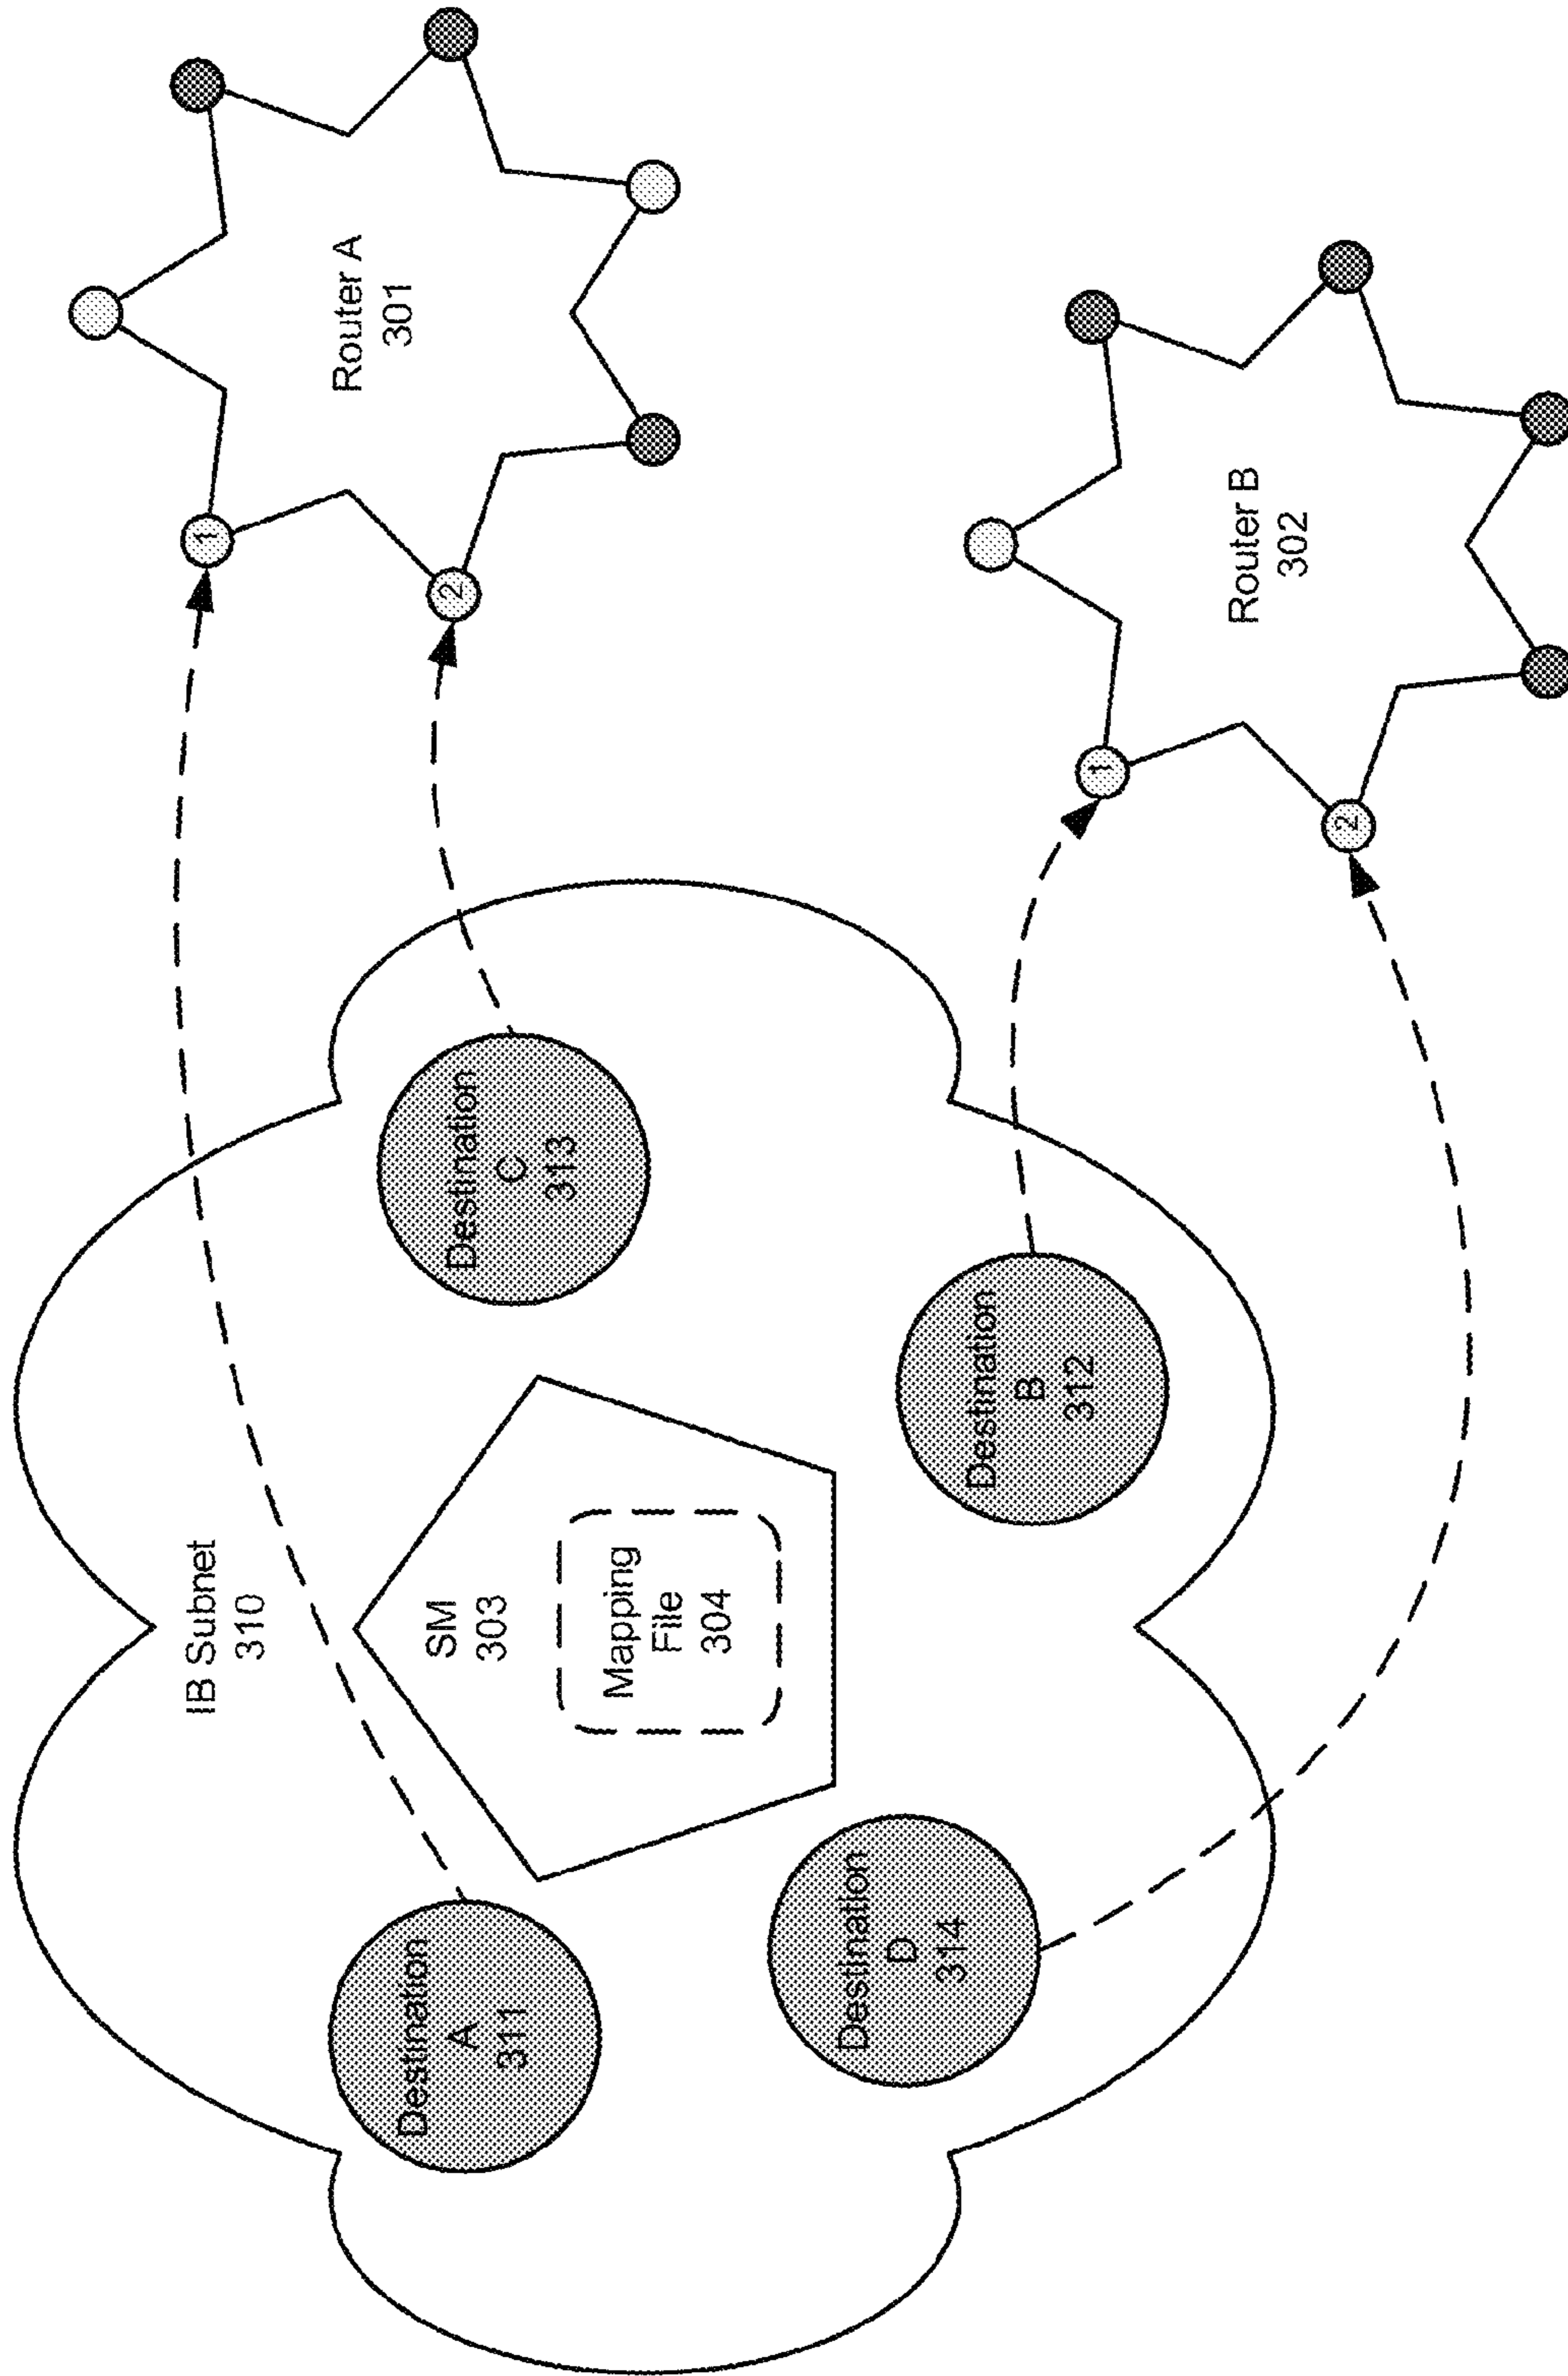 IB Subnet
310
1
Router A
301
Destination
A
311
SM
303
Destination
C
313
2
Mapping
File
304
Destination
D
314
Destination
B
312
1
Router B
302
2